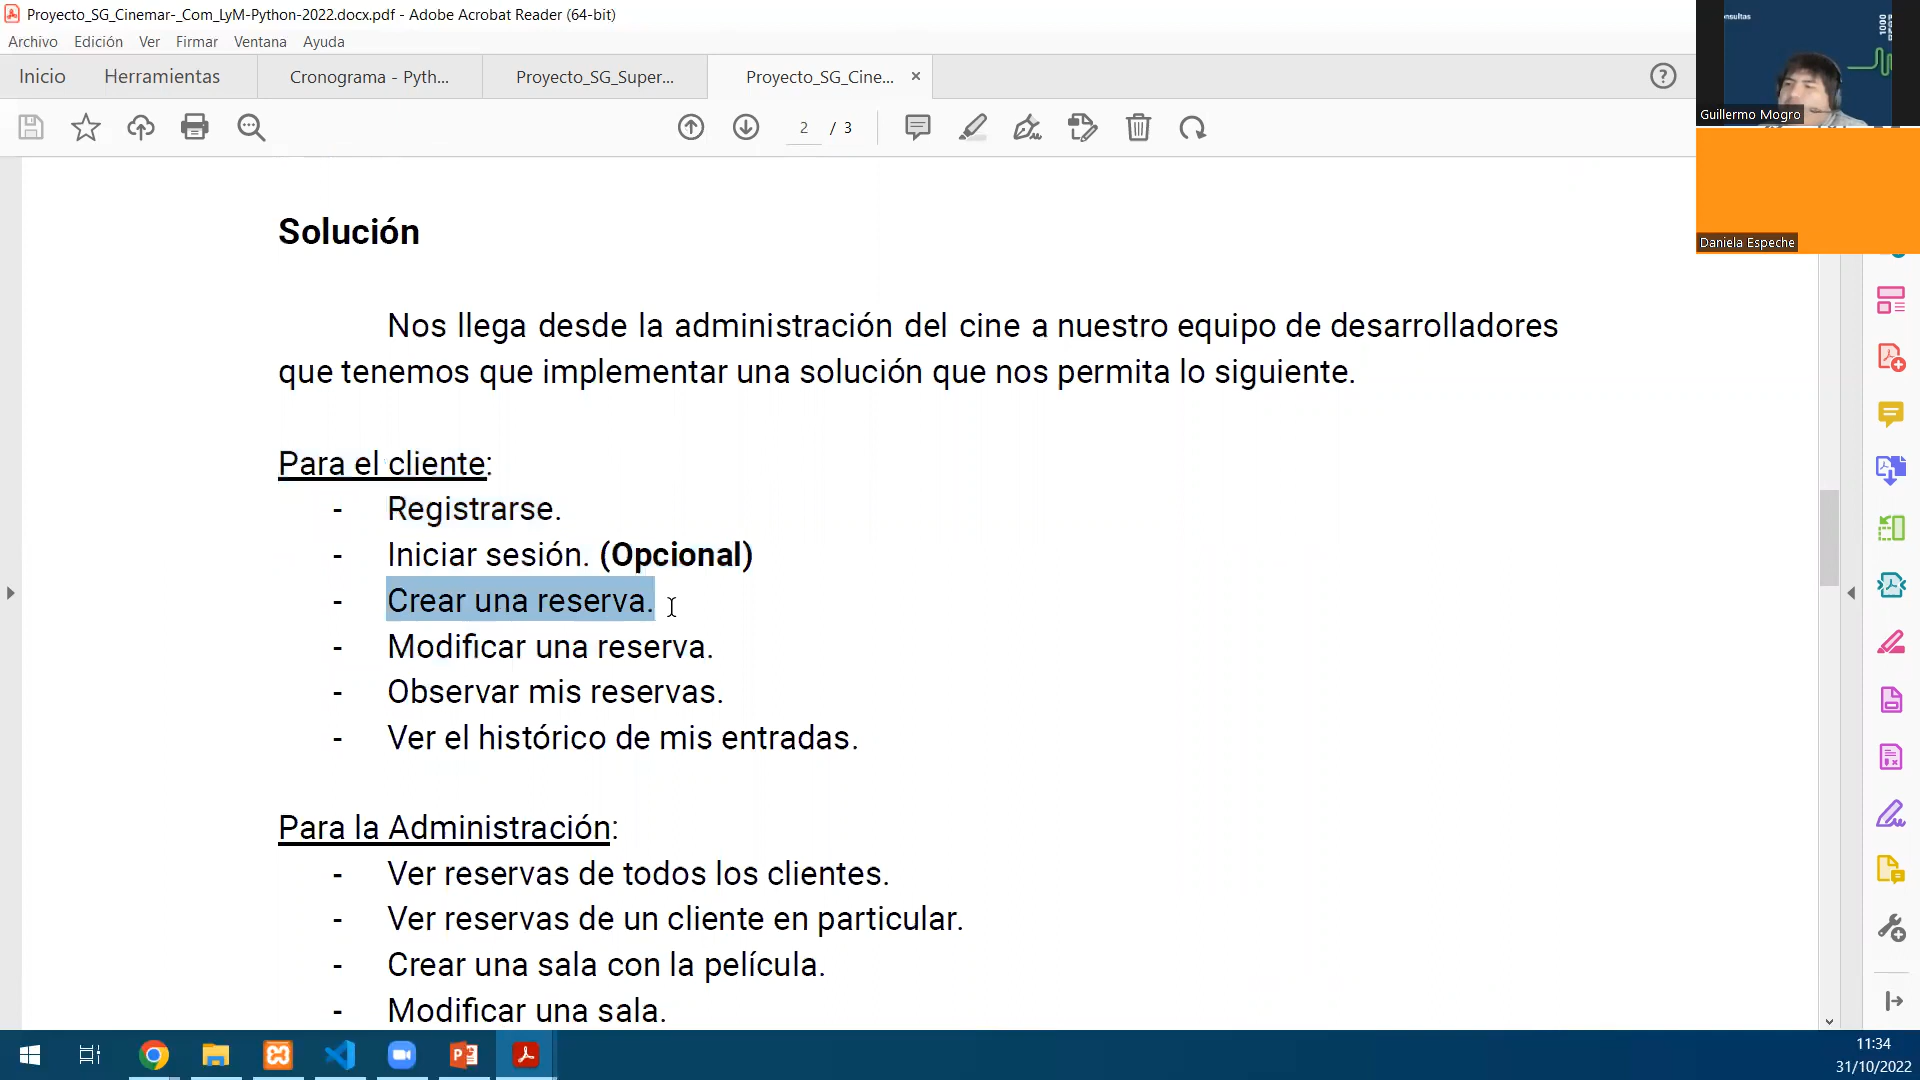 Proyecto_SG_Cinemar-_Com_LyM-Python-2022.docx.pdf - Adobe Acrobat Reader (64-bit)
Archivo Edición Ver Firmar Ventana Ayuda
Inicio Herramientas Cronograma - Pyth... Proyecto_SG_Super... Proyecto_SG_Cine... ×
2 / 3
Solución
Nos llega desde la administración del cine a nuestro equipo de desarrolladores
que tenemos que implementar una solución que nos permita lo siguiente.
Para el cliente:
- Registrarse.
- Iniciar sesión. (Opcional)
- Crear una reserva.
- Modificar una reserva.
- Observar mis reservas.
- Ver el histórico de mis entradas.
Para la Administración:
- Ver reservas de todos los clientes.
- Ver reservas de un cliente en particular.
- Crear una sala con la película.
- Modificar una sala.
Guillermo Mogro
Daniela Espeche
11:34
31/10/2022